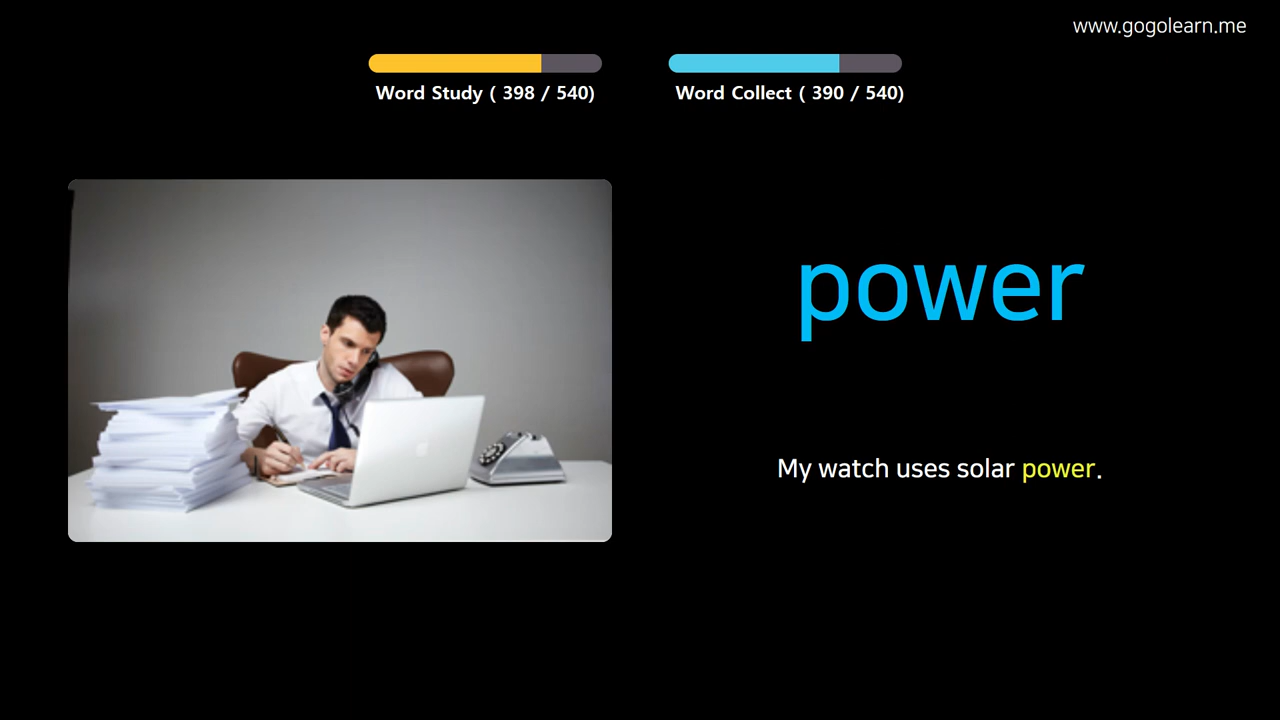 www.gogolearn.me
Word Study ( 398 / 540)
Word Collect ( 390 / 540)
power
My watch uses solar power.